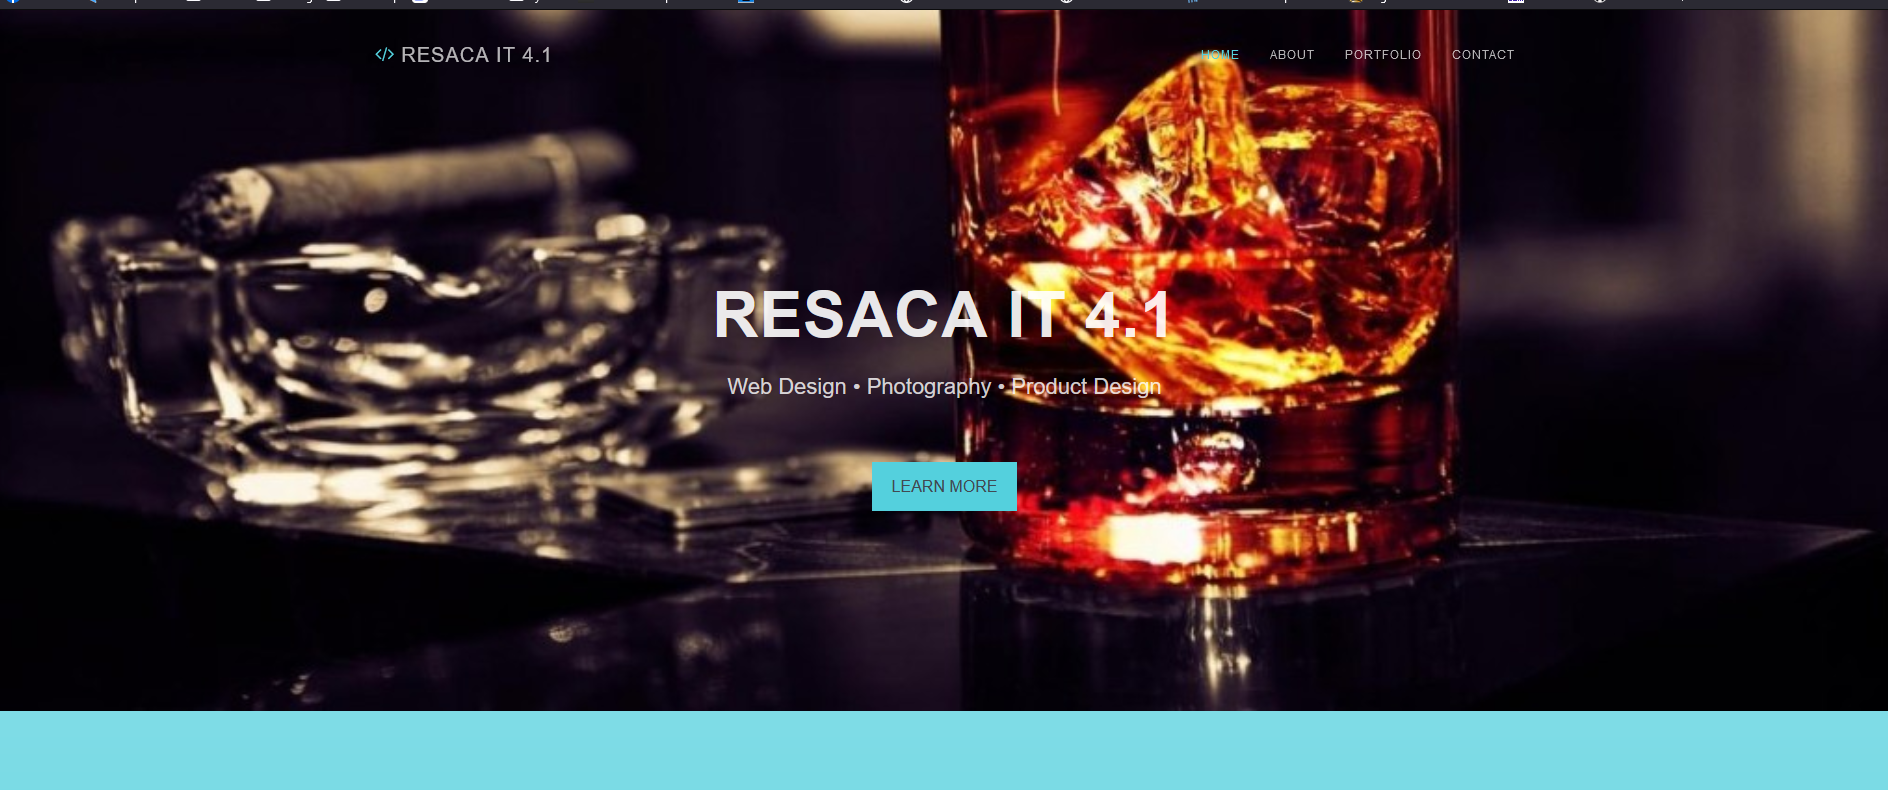 </> RESACA IT 4.1
HOME ABOUT PORTFOLIO CONTACT
RESACA IT 4.1
Web Design • Photography • Product Design
LEARN MORE